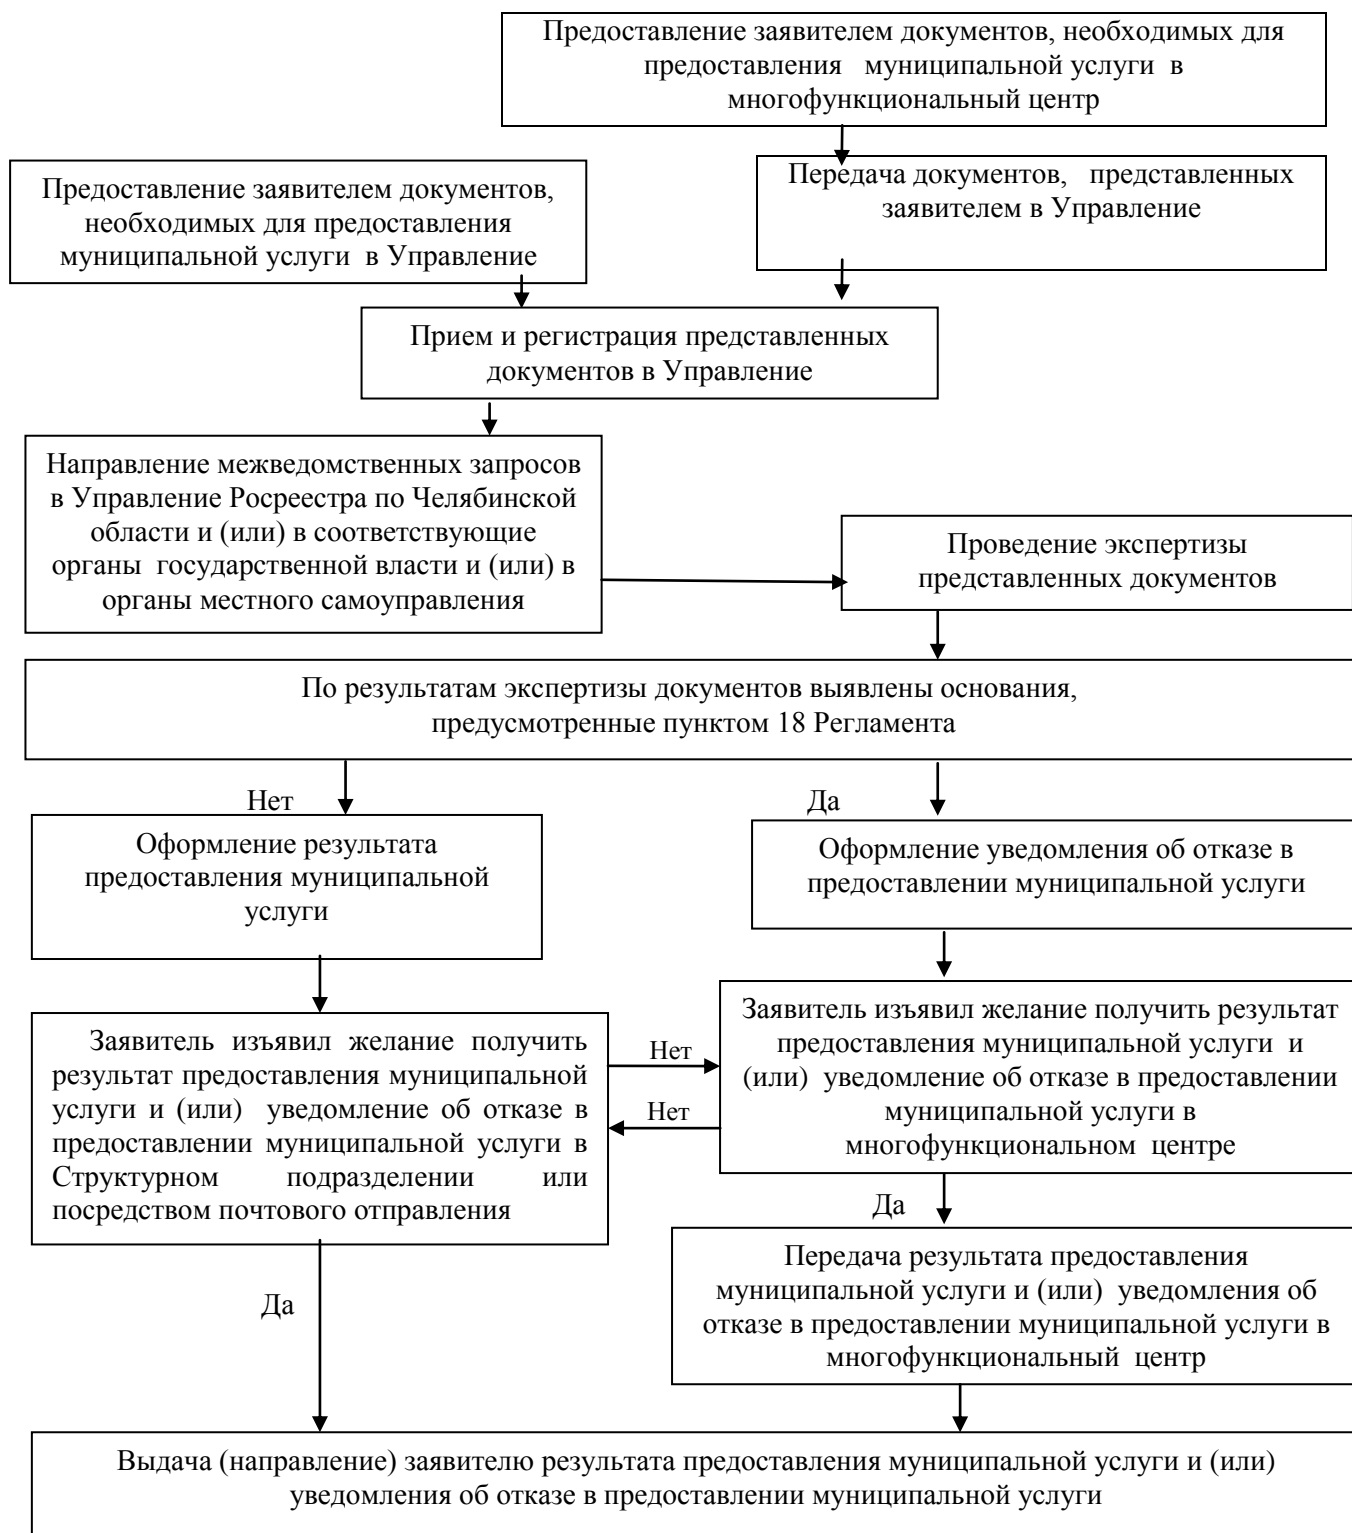 Предоставление заявителем документов, необходимых для
предоставления муниципальной услуги в
многофункциональный центр
Предоставление заявителем документов,
необходимых для предоставления
муниципальной услуги в Управление
Передача документов, представленных
заявителем в Управление
Прием и регистрация представленных
документов в Управление
Направление межведомственных запросов
в Управление Росреестра по Челябинской
области и (или) в соответствующие
органы государственной власти и (или) в
органы местного самоуправления
Проведение экспертизы
представленных документов
По результатам экспертизы документов выявлены основания,
предусмотренные пунктом 18 Регламента
Нет
Да
Оформление результата
предоставления муниципальной
услуги
Оформление уведомления об отказе в
предоставлении муниципальной услуги
Заявитель изъявил желание получить
результат предоставления муниципальной
услуги и (или) уведомление об отказе в
предоставлении муниципальной услуги в
Структурном подразделении или
посредством почтового отправления
Нет
Нет
Заявитель изъявил желание получить результат
предоставления муниципальной услуги и
(или) уведомление об отказе в предоставлении
муниципальной услуги в
многофункциональном центре
Да
Да
Передача результата предоставления
муниципальной услуги и (или) уведомления об
отказе в предоставлении муниципальной услуги в
многофункциональный центр
Выдача (направление) заявителю результата предоставления муниципальной услуги и (или)
уведомления об отказе в предоставлении муниципальной услуги